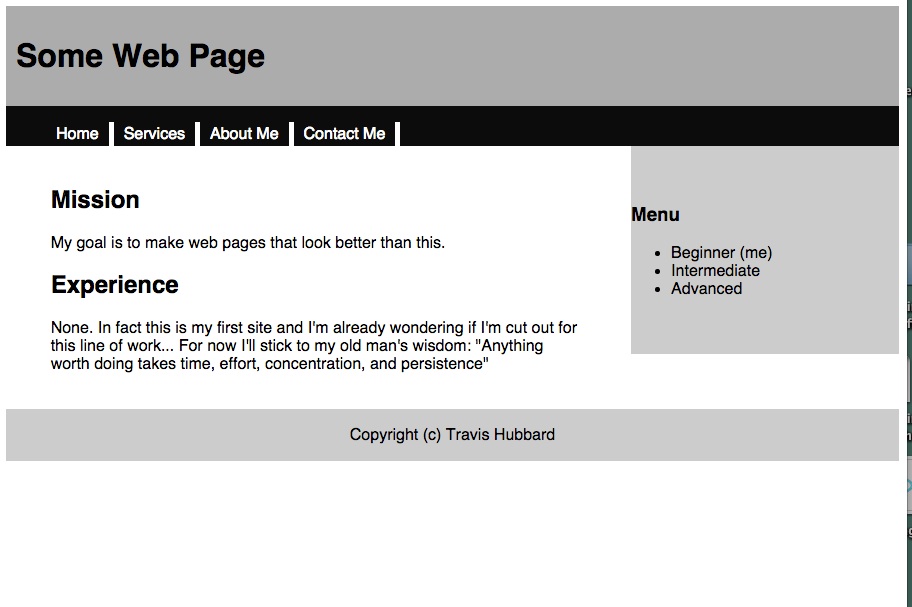 Some Web Page
Home Services About Me Contact Me
Mission
My goal is to make web pages that look better than this.
Experience
None. In fact this is my first site and I'm already wondering if I'm cut out for
this line of work... For now I'll stick to my old man's wisdom: "Anything
worth doing takes time, effort, concentration, and persistence"
Menu
Beginner (me)
Intermediate
Advanced
Copyright (c) Travis Hubbard